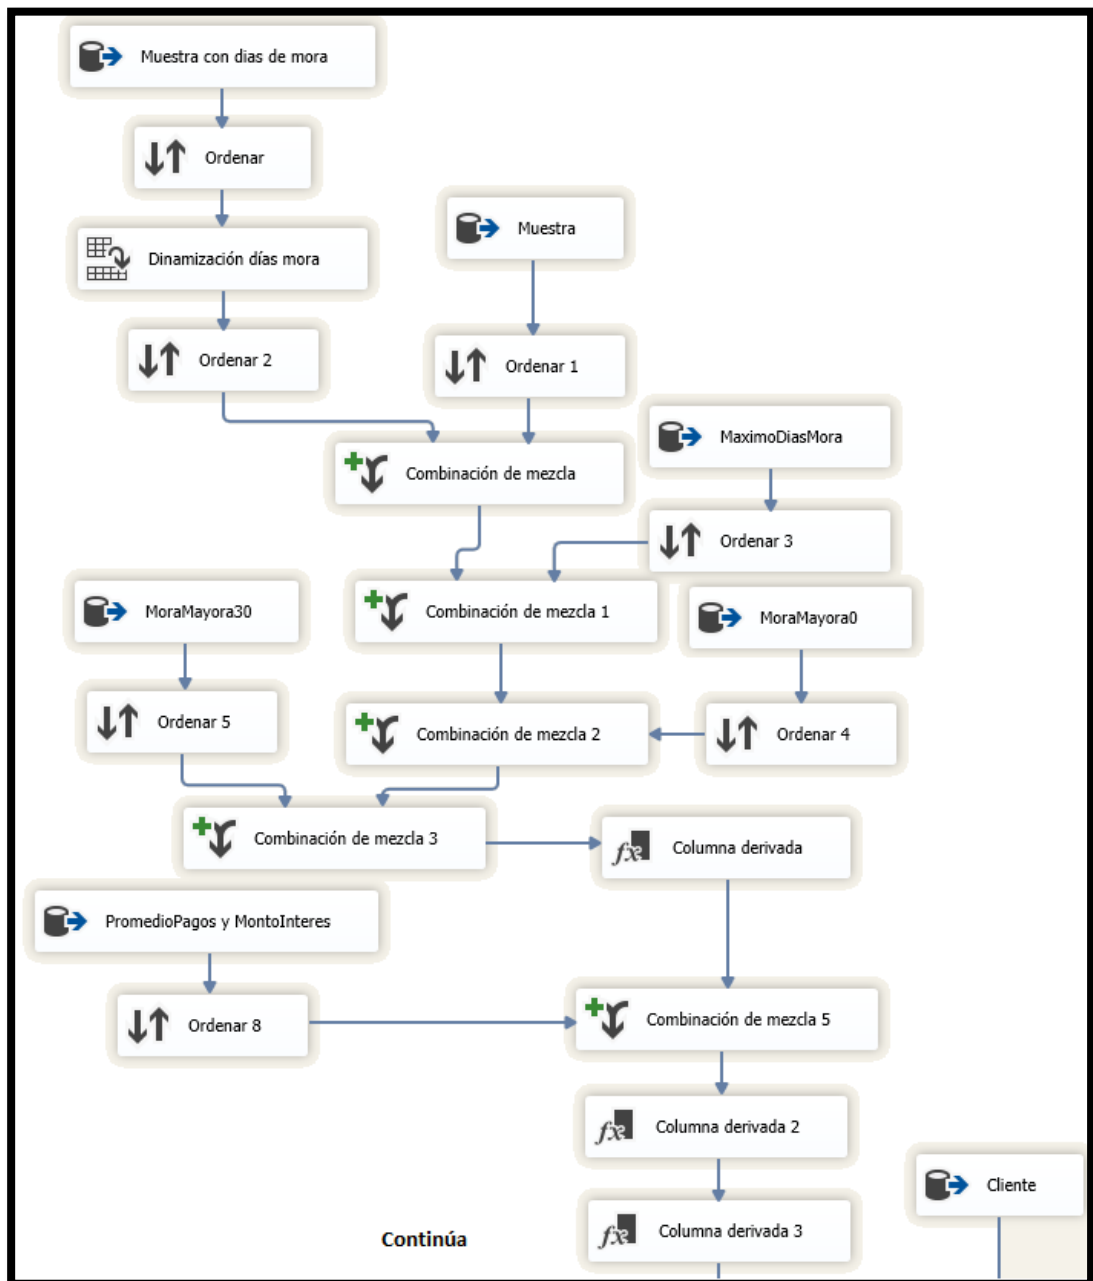 Muestra con dias de mora
Ordenar
Muestra
Dinamización días mora
Ordenar 2
Ordenar 1
MaximoDiasMora
Combinación de mezcla
Ordenar 3
MoraMayora30
Combinación de mezcla 1
MoraMayora0
Ordenar 5
Combinación de mezcla 2
Ordenar 4
Combinación de mezcla 3
Columna derivada
PromedioPagos y MontoInteres
Ordenar 8
Combinación de mezcla 5
Columna derivada 2
Cliente
Columna derivada 3
Continúa